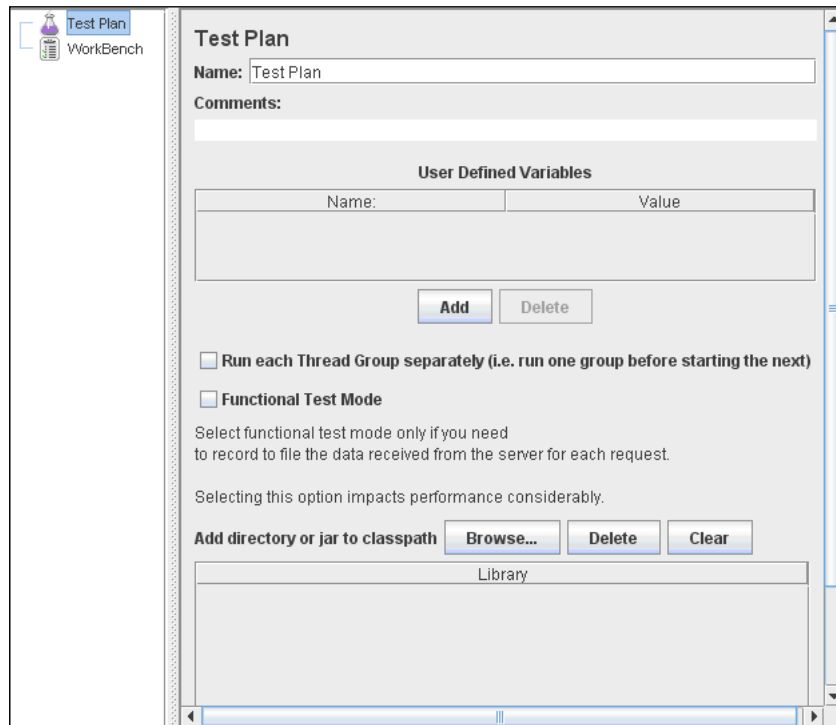 Test Plan
WorkBench
Test Plan
Name: Test Plan
Comments:
User Defined Variables
Name: Value
Add Delete
Run each Thread Group separately (i.e. run one group before starting the next)
Functional Test Mode
Select functional test mode only if you need
to record to file the data received from the server for each request.
Selecting this option impacts performance considerably.
Add directory or jar to classpath Browse... Delete Clear
Library